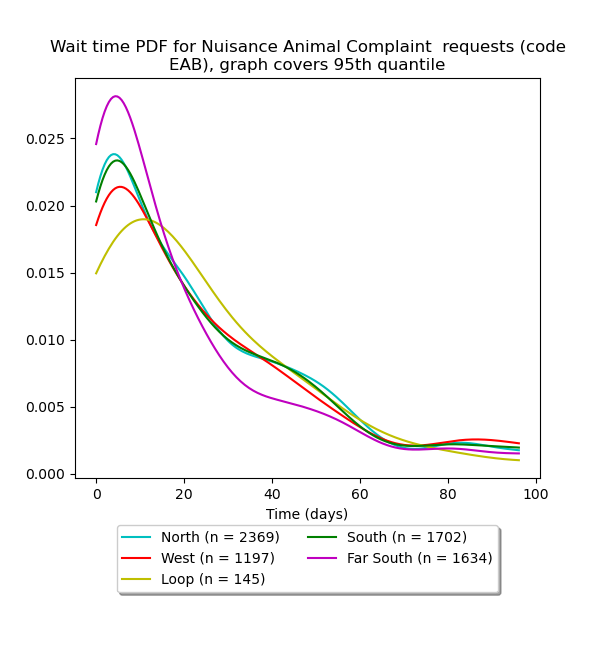 Wait time PDF for Nuisance Animal Complaint  requests (code
EAB), graph covers 95th quantile
0.025
0.020
0.015
0.010
0.005
0.000
0 20 40 60 80 100
Time (days)
North (n = 2369) South (n = 1702)
West (n = 1197) Far South (n = 1634)
Loop (n = 145)